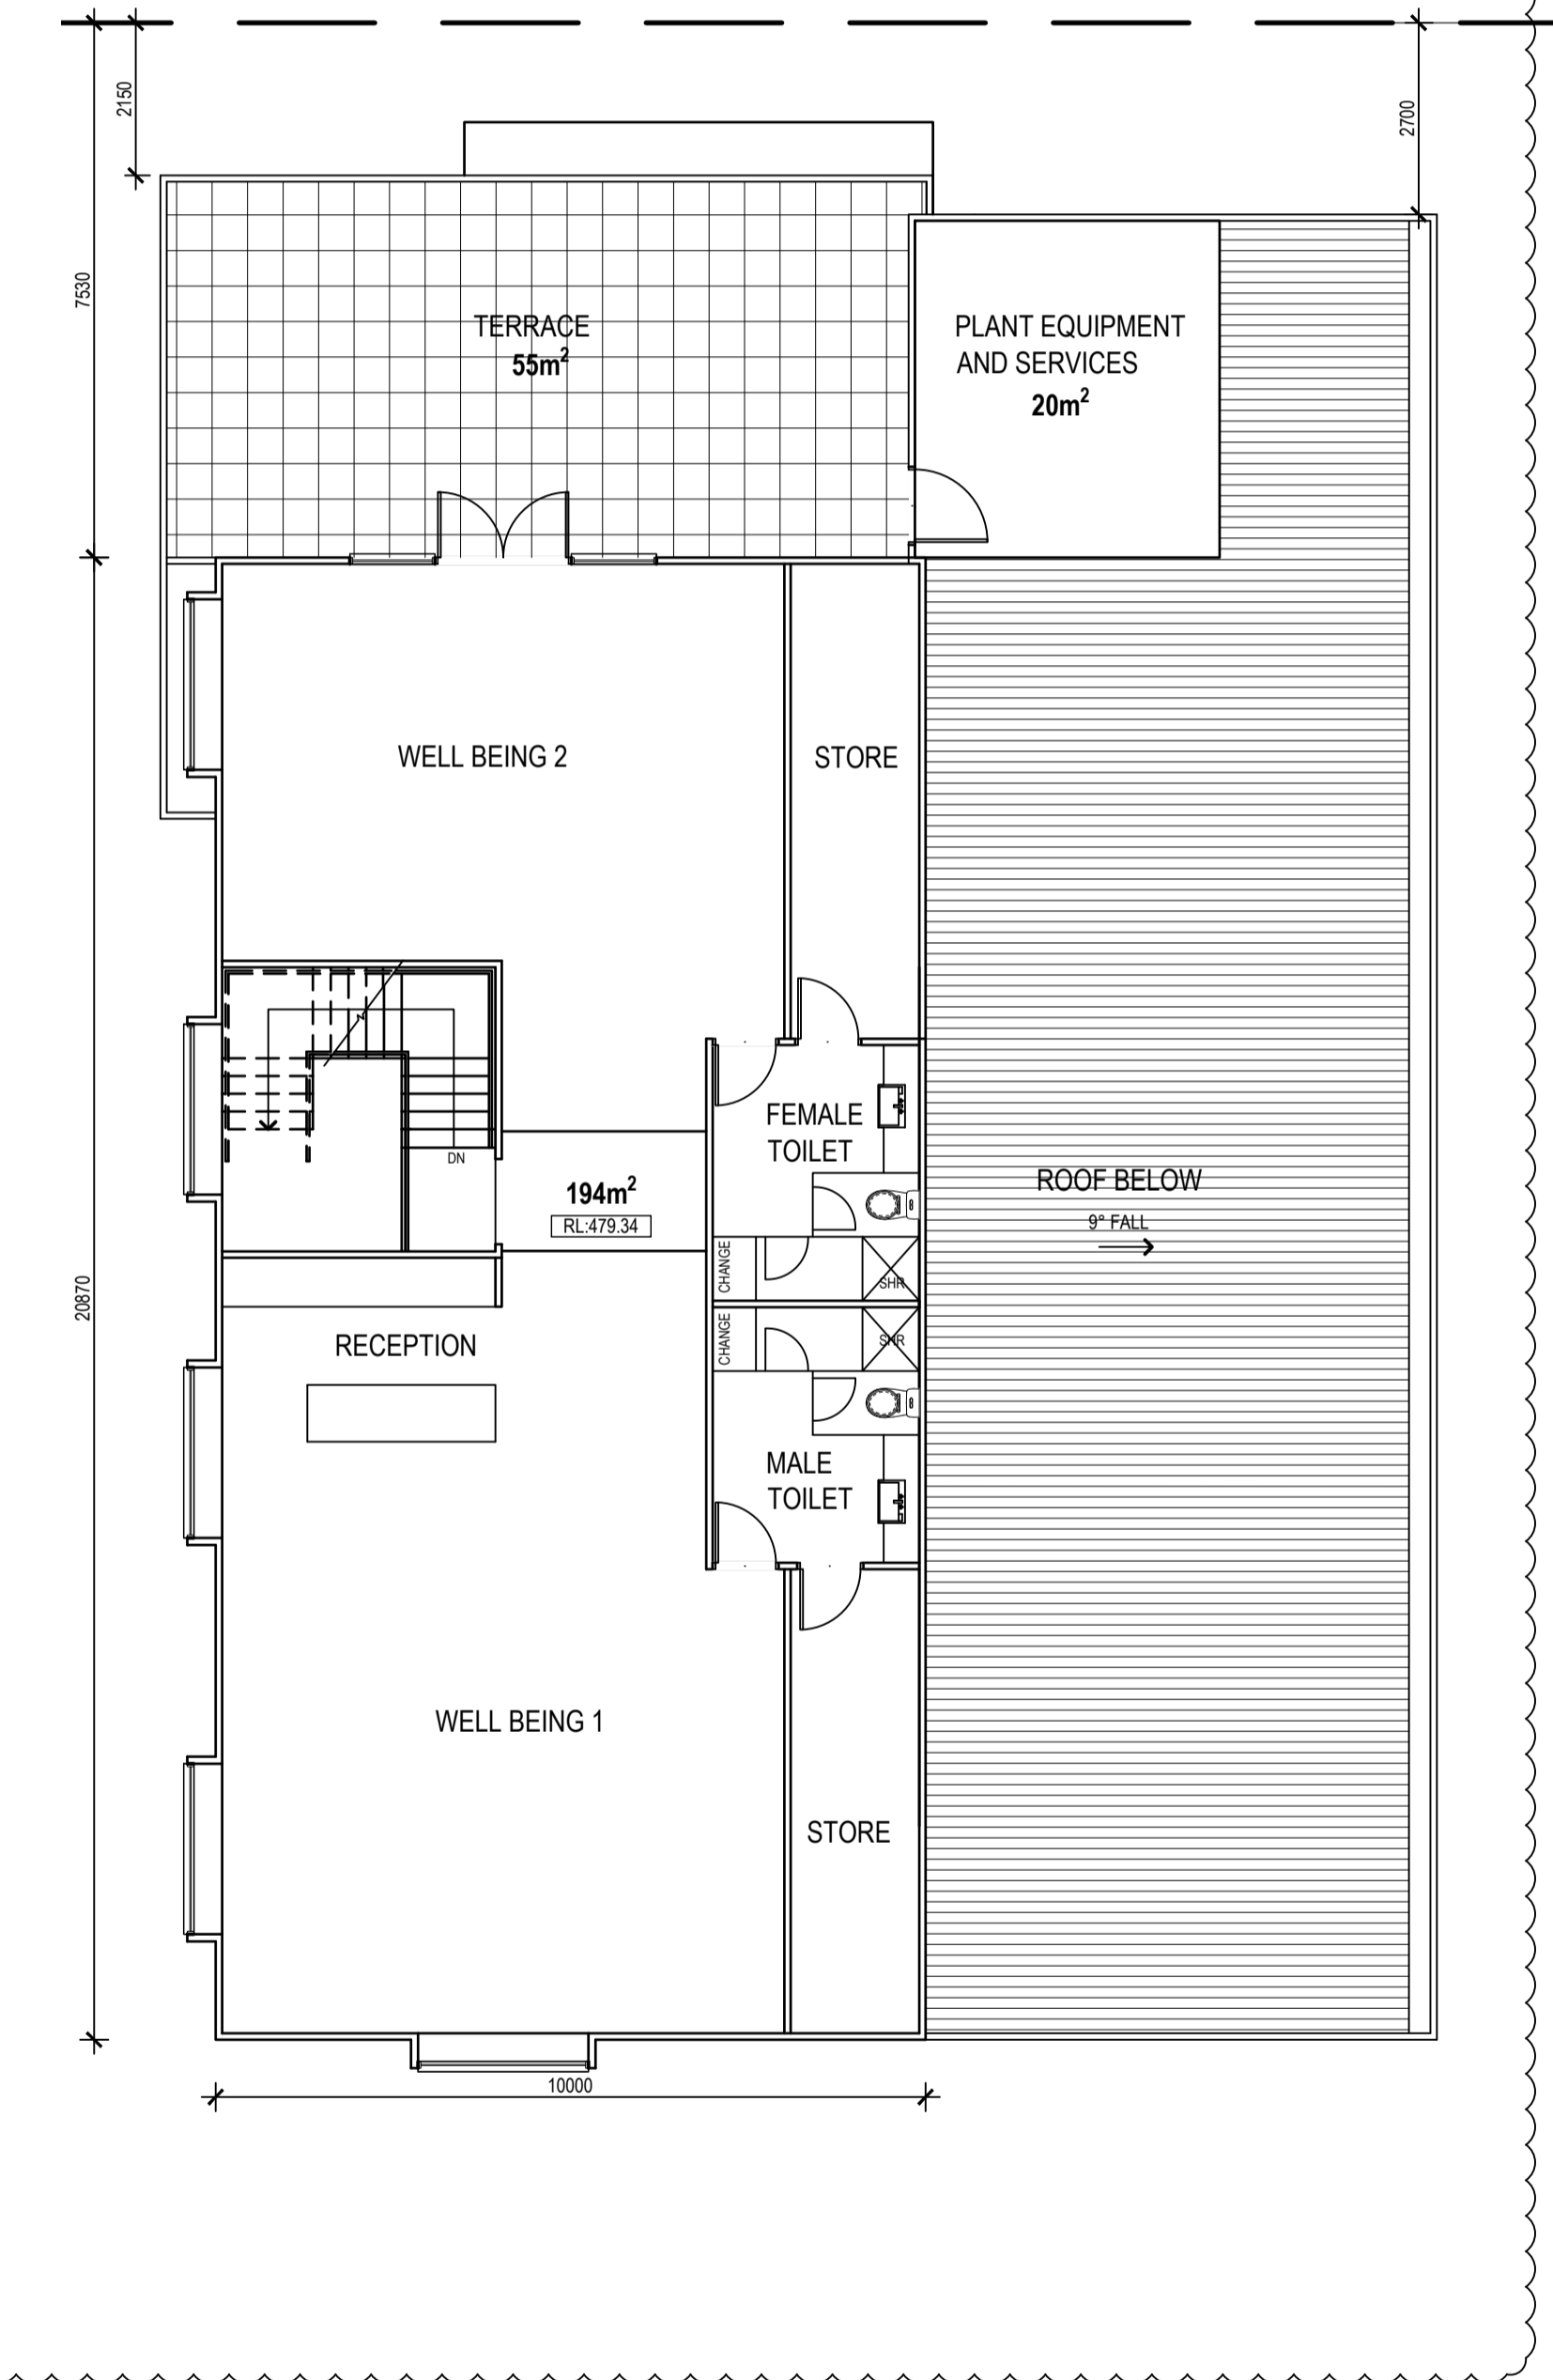 2150
2700
7530
TERRACE
55m²
PLANT EQUIPMENT
AND SERVICES
20m²
WELL BEING 2
STORE
FEMALE
TOILET
DN
194m²
RL:479.34
ROOF BELOW
9° FALL
CHANGE
SHR
20870
CHANGE
SHR
RECEPTION
MALE
TOILET
WELL BEING 1
STORE
10000